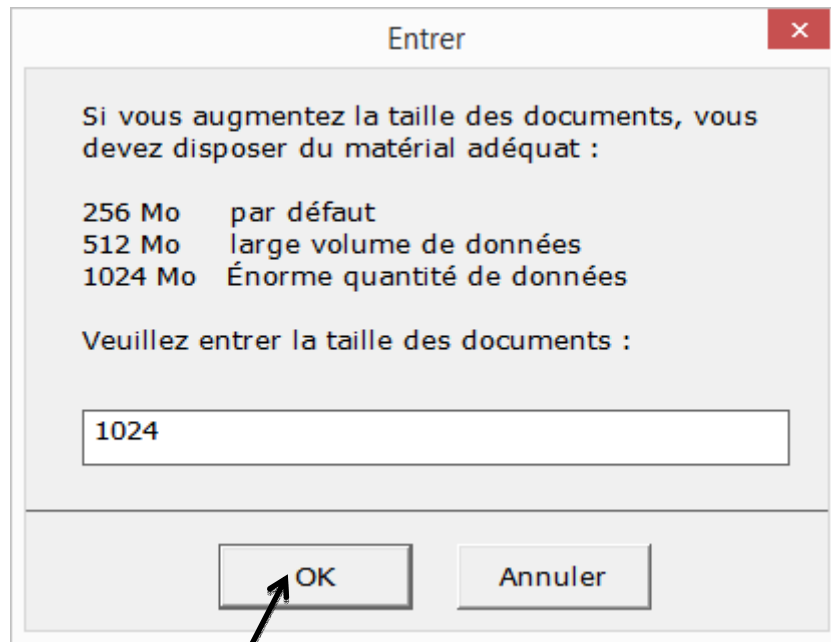 Entrer
Si vous augmentez la taille des documents, vous
devez disposer du matérial adéquat :
256 Mo par défaut
512 Mo large volume de données
1024 Mo Énorme quantité de données
Veuillez entrer la taille des documents :
1024
OK Annuler